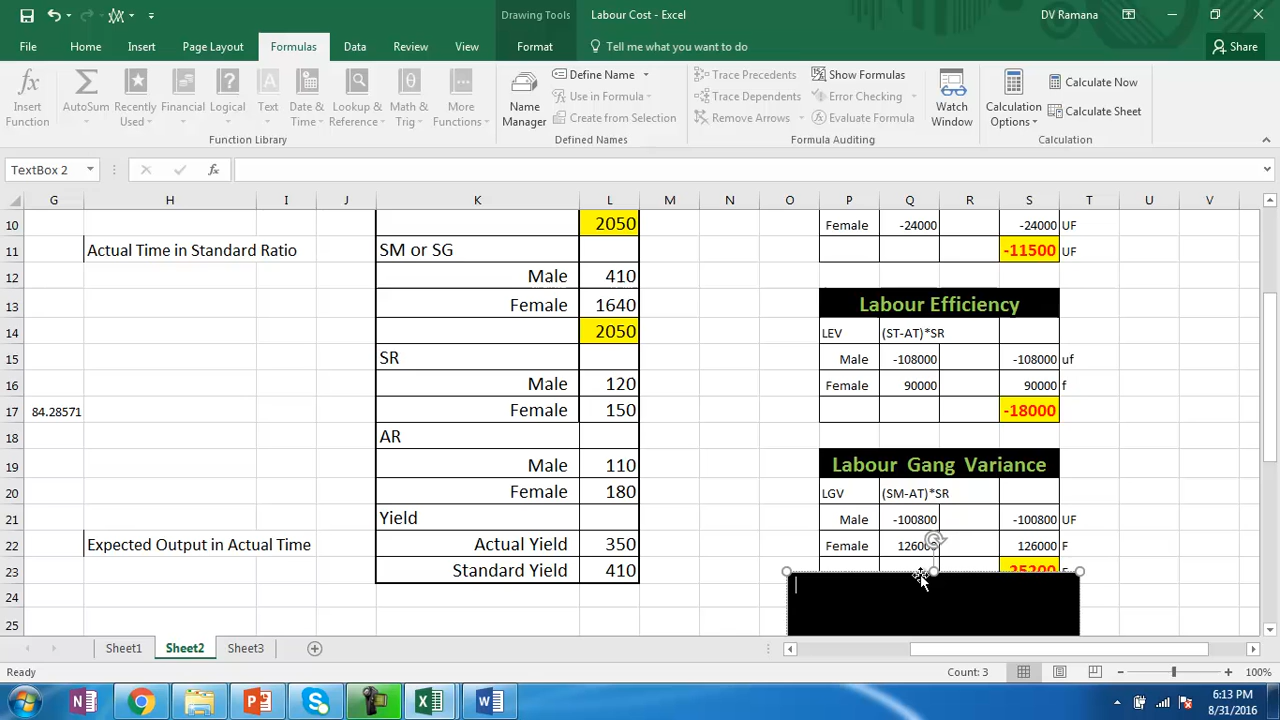 Drawing Tools
Labour Cost - Excel
DV Ramana
File
Home
Insert
Page Layout
Formulas
Data
Review
View
Format
Tell me what you want to do
Share
Insert Function
AutoSum
Recently Used
Financial
Logical
Text
Date & Time
Lookup & Reference
Math & Trig
More Functions
Function Library
Name Manager
Define Name
Use in Formula
Create from Selection
Defined Names
Trace Precedents
Trace Dependents
Remove Arrows
Show Formulas
Error Checking
Evaluate Formula
Formula Auditing
Watch Window
Calculation Options
Calculate Now
Calculate Sheet
Calculation
TextBox 2
fx
G H I J K L M N O P Q R S T U V
10 2050 Female -24000 -24000 UF
11 Actual Time in Standard Ratio SM or SG -11500 UF
12 Male 410
13 Female 1640 Labour Efficiency
14 2050 LEV (ST-AT)*SR
15 SR Male -108000 -108000 uf
16 Male 120 Female 90000 90000 f
17 84.28571 Female 150 -18000
18 AR
19 Male 110 Labour Gang Variance
20 Female 180 LGV (SM-AT)*SR
21 Yield Male -100800 -100800 UF
22 Expected Output in Actual Time Actual Yield 350 Female 126000 126000 F
23 Standard Yield 410 25200 F
24
25
Sheet1
Sheet2
Sheet3
Ready
Count: 3
100%
6:13 PM
8/31/2016